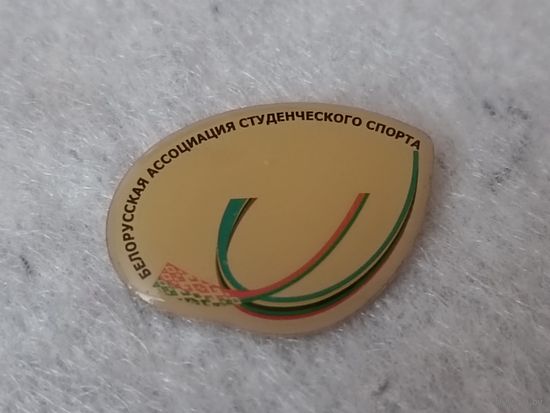 БЕЛОРУССКАЯ АССОЦИАЦИЯ СТУДЕНЧЕСКОГО СПОРТА